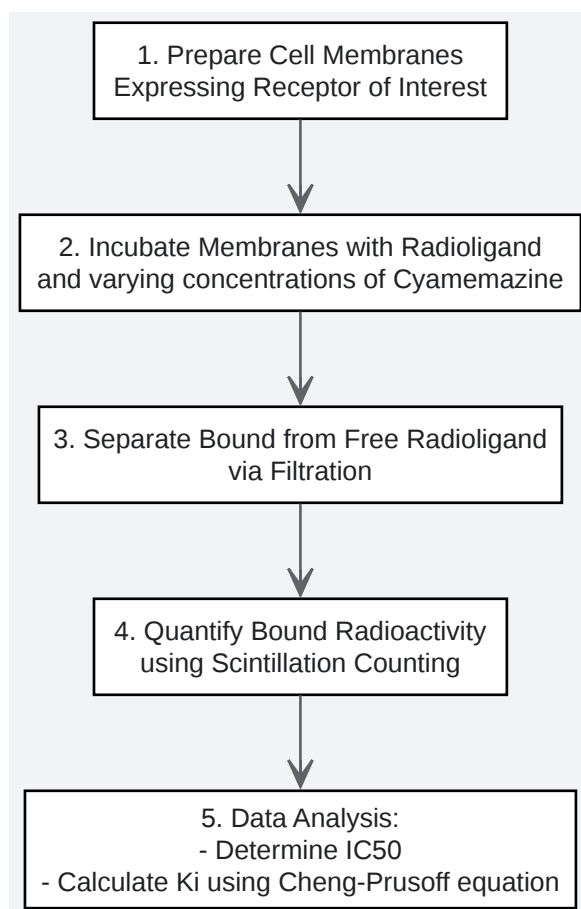 1. Prepare Cell Membranes
Expressing Receptor of Interest
2. Incubate Membranes with Radioligand
and varying concentrations of Cyamemazine
3. Separate Bound from Free Radioligand
via Filtration
4. Quantify Bound Radioactivity
using Scintillation Counting
5. Data Analysis:
- Determine IC50
- Calculate Ki using Cheng-Prusoff equation